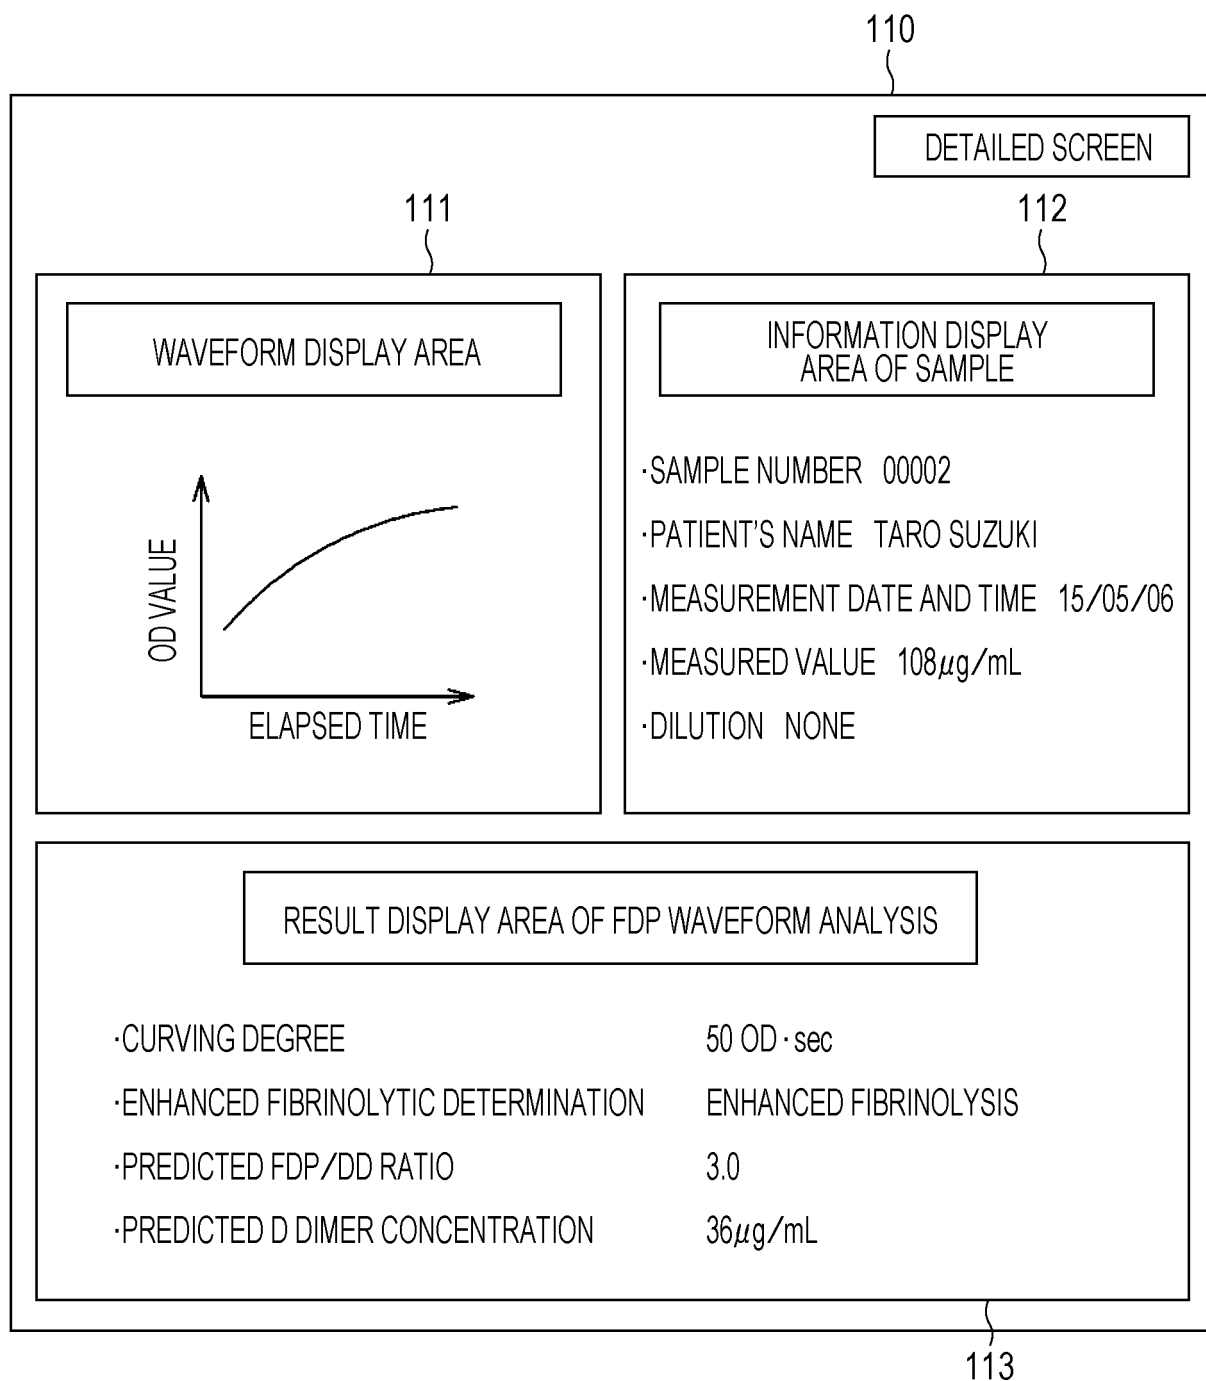 110
DETAILED SCREEN
111
112
WAVEFORM DISPLAY AREA
OD VALUE
ELAPSED TIME
INFORMATION DISPLAY
AREA OF SAMPLE
·SAMPLE NUMBER 00002
·PATIENT'S NAME TARO SUZUKI
·MEASUREMENT DATE AND TIME 15/05/06
·MEASURED VALUE 108μg/mL
·DILUTION NONE
RESULT DISPLAY AREA OF FDP WAVEFORM ANALYSIS
·CURVING DEGREE 50 OD·sec
·ENHANCED FIBRINOLYTIC DETERMINATION ENHANCED FIBRINOLYSIS
·PREDICTED FDP/DD RATIO 3.0
·PREDICTED D DIMER CONCENTRATION 36μg/mL
113